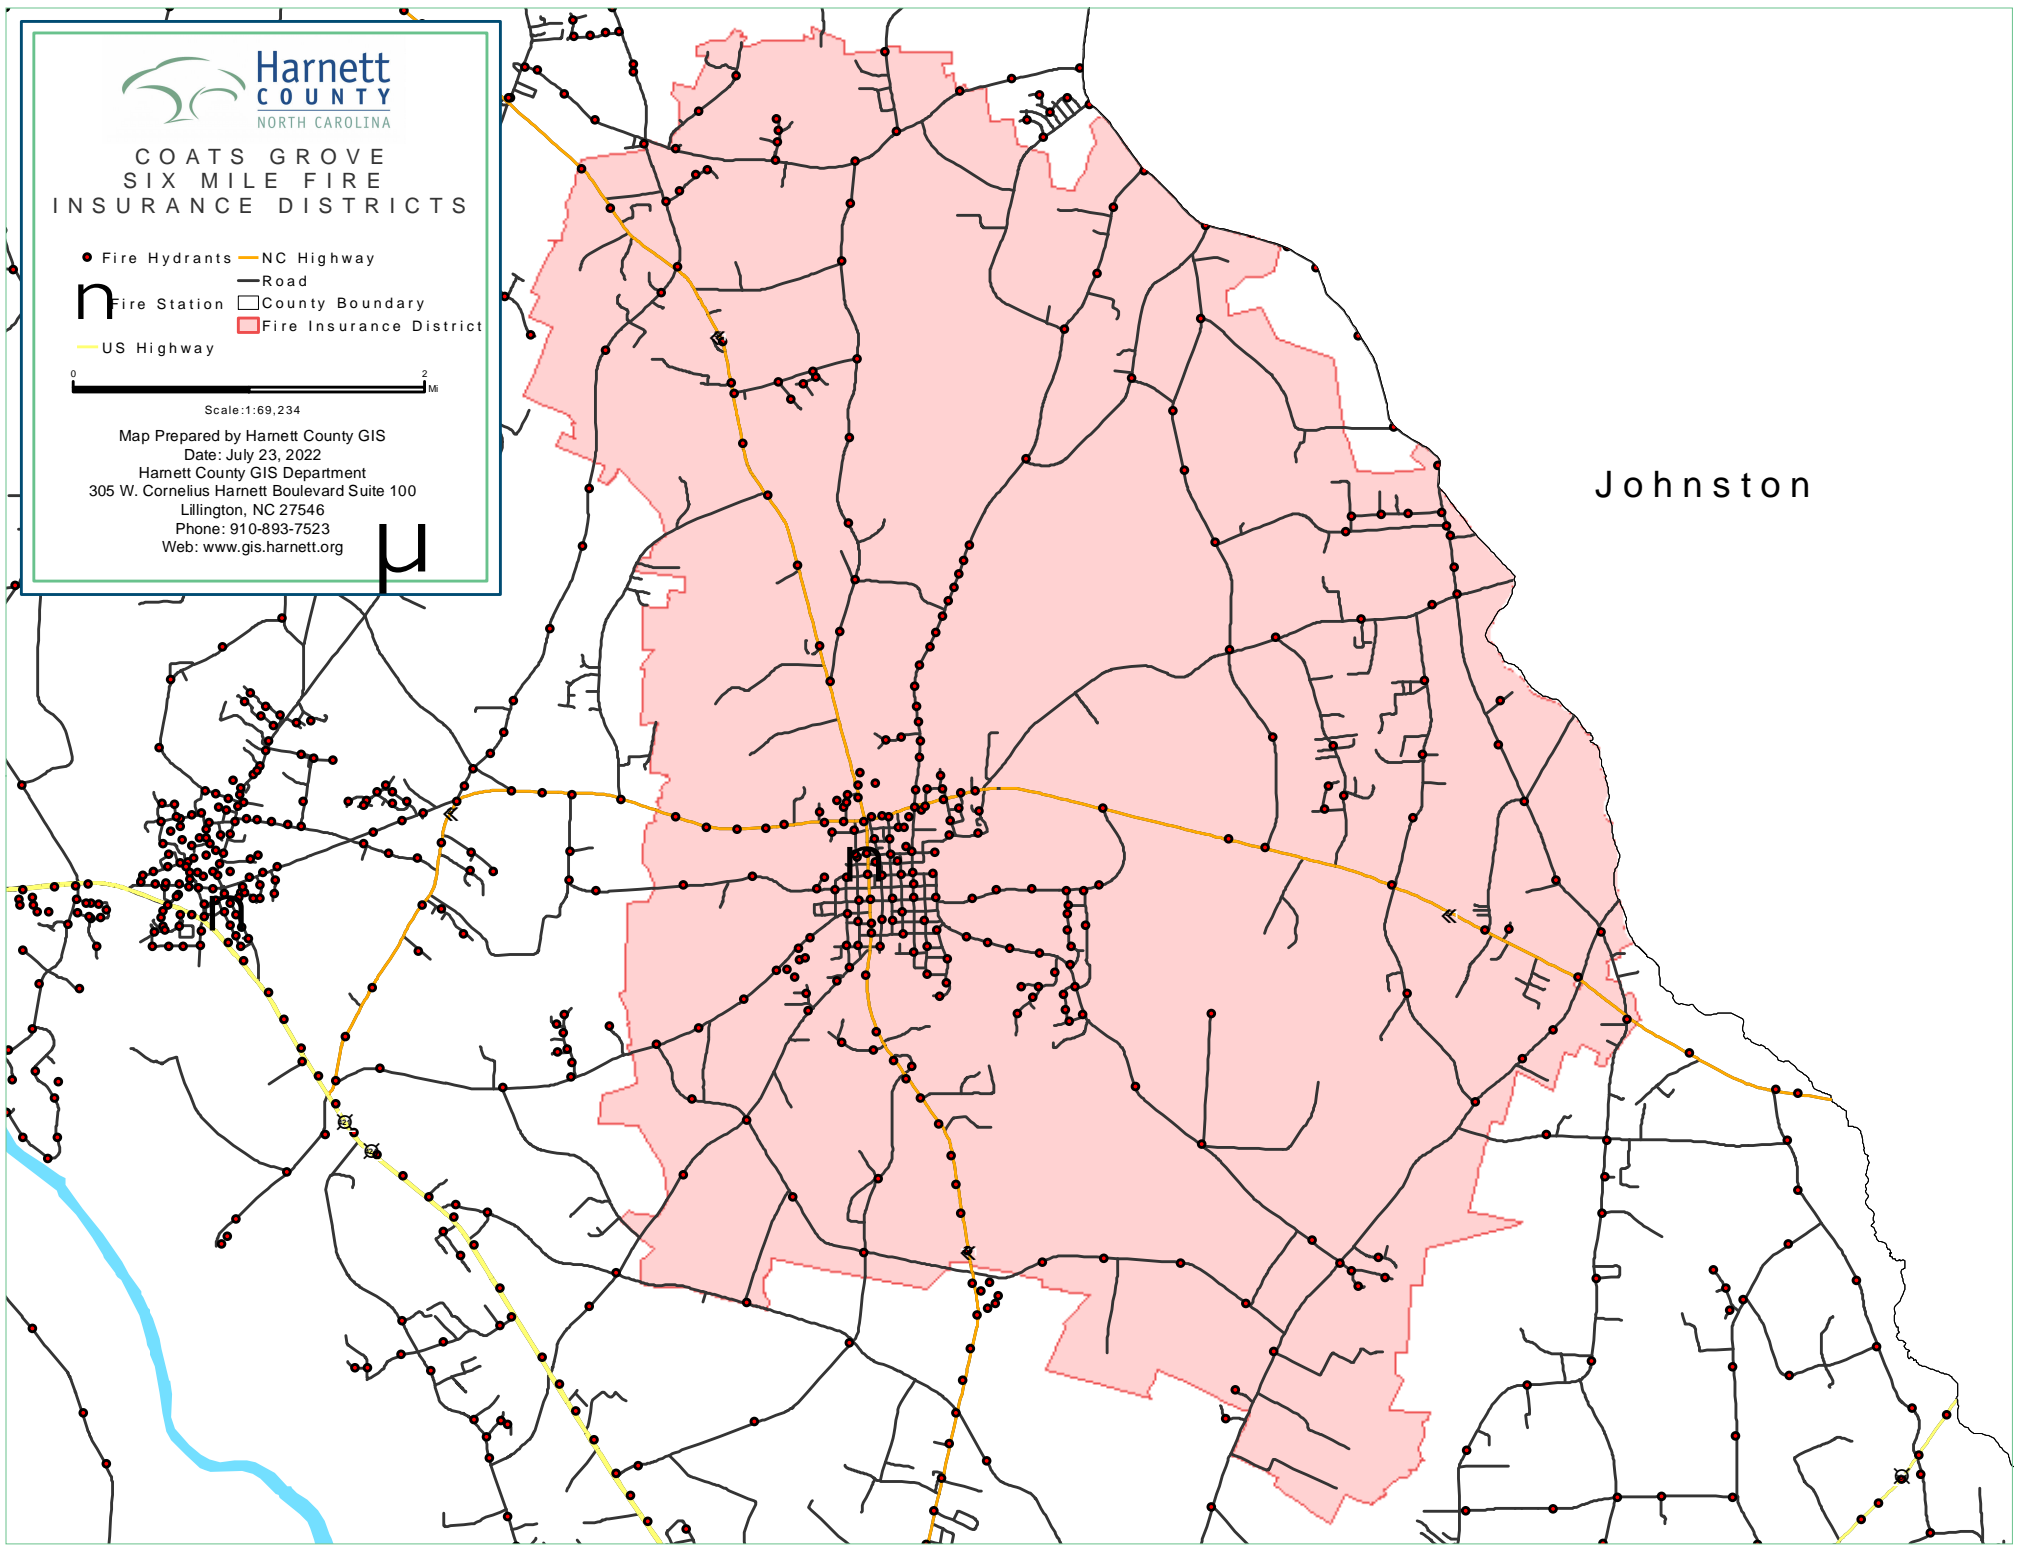 Harnett
COUNTY
NORTH CAROLINA
COATS GROVE
SIX MILE FIRE
INSURANCE DISTRICTS
Fire Hydrants
NC Highway
Road
n
Fire Station
County Boundary
Fire Insurance District
US Highway
0 2
Mi
Scale:1:69,234
Map Prepared by Harnett County GIS
Date: July 23, 2022
Harnett County GIS Department
305 W. Cornelius Harnett Boulevard Suite 100
Lillington, NC 27546
Phone: 910-893-7523
Web: www.gis.harnett.org
µ
Johnston
n
n